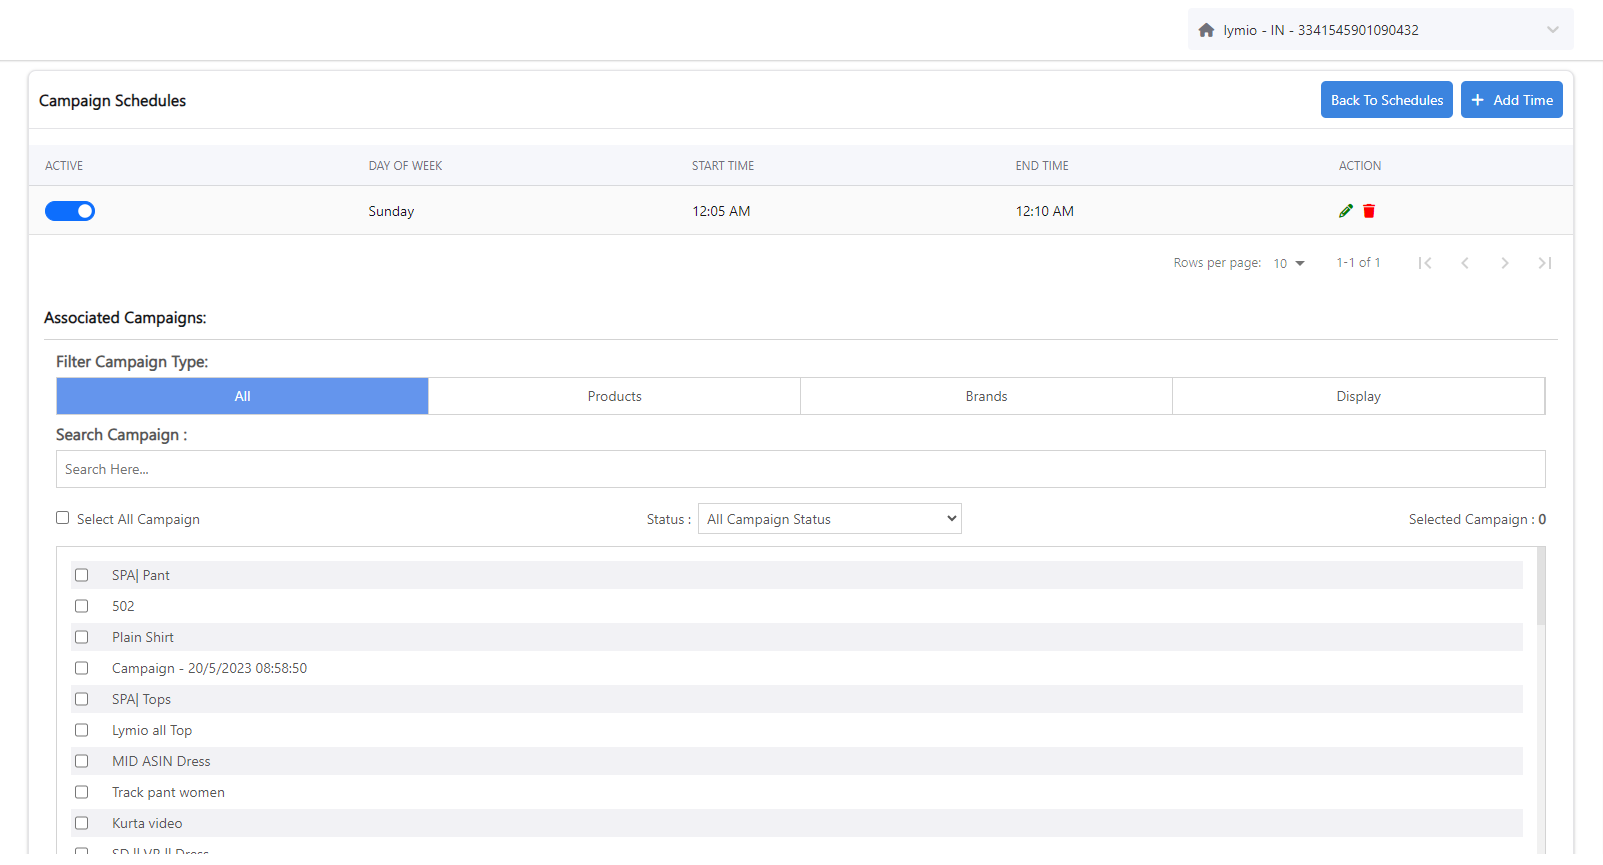 lymio - IN - 3341545901090432
Campaign Schedules
Back To Schedules
+ Add Time
ACTIVE DAY OF WEEK START TIME END TIME ACTION
Sunday 12:05 AM 12:10 AM
Rows per page: 10 1-1 of 1
Associated Campaigns:
Filter Campaign Type:
All Products Brands Display
Search Campaign :
Search Here...
Select All Campaign Status : All Campaign Status Selected Campaign : 0
SPA| Pant
502
Plain Shirt
Campaign - 20/5/2023 08:58:50
SPA| Tops
Lymio all Top
MID ASIN Dress
Track pant women
Kurta video
SD || VR || Dress